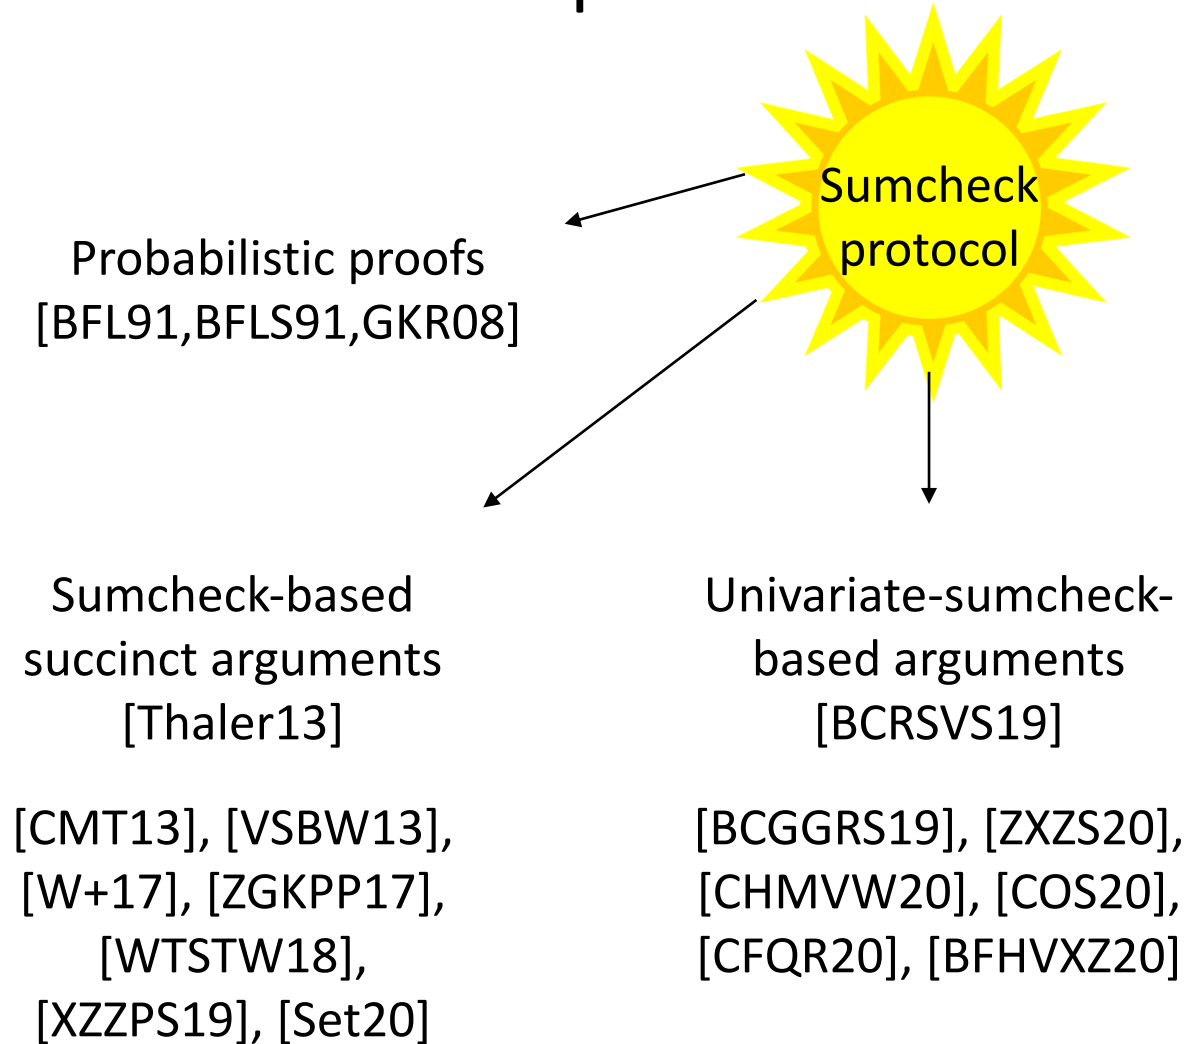 Sumcheck
protocol
Probabilistic proofs
[BFL91,BFLS91,GKR08]
Sumcheck-based
succinct arguments
[Thaler13]
[CMT13], [VSBW13],
[W+17], [ZGKPP17],
[WTSTW18],
[XZZPS19], [Set20]
Univariate-sumcheck-
based arguments
[BCRSVS19]
[BCGGRS19], [ZXZS20],
[CHMVW20], [COS20],
[CFQR20], [BFHVXZ20]